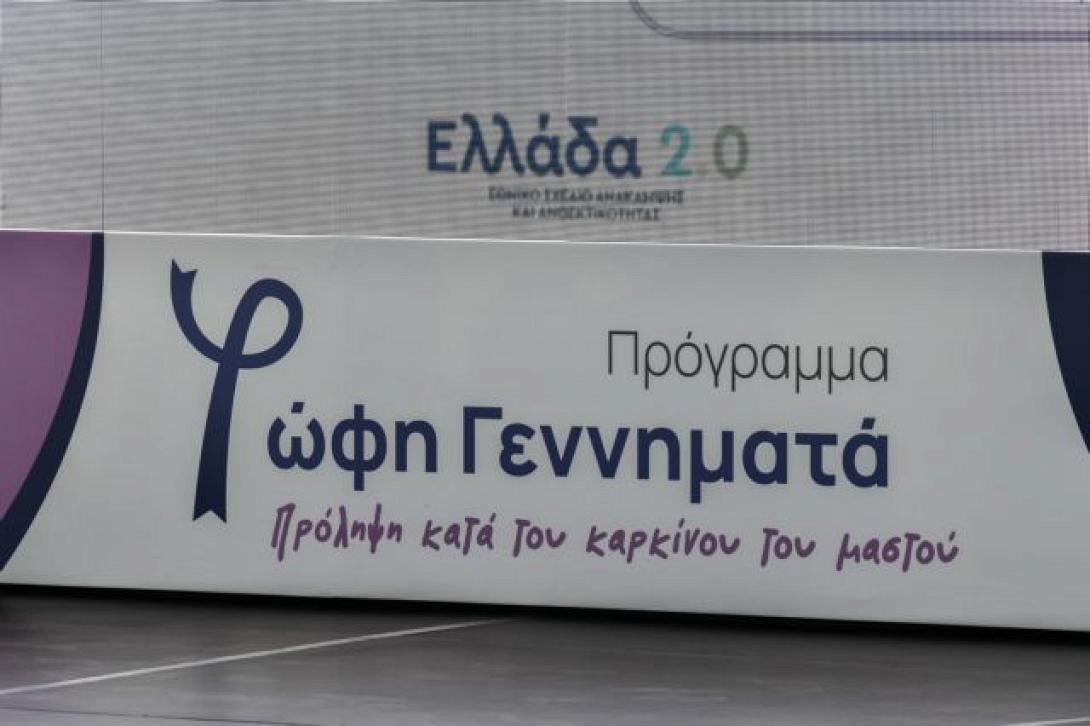 Ελλάδα 2.0
ΕΘΝΙΚΟ ΣΧΕΔΙΟ ΑΝΑΚΑΜΨΗΣ
ΚΑΙ ΑΝΘΕΚΤΙΚΟΤΗΤΑΣ
Πρόγραμμα
φώφη Γεννηματά
Πρόληψη κατά του καρκίνου του μαστού